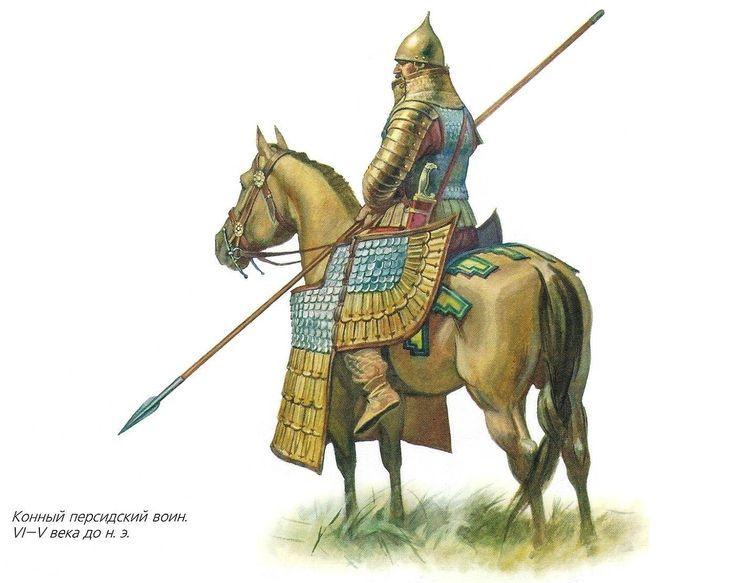 Конный персидский воин.
VI—V века до н. э.